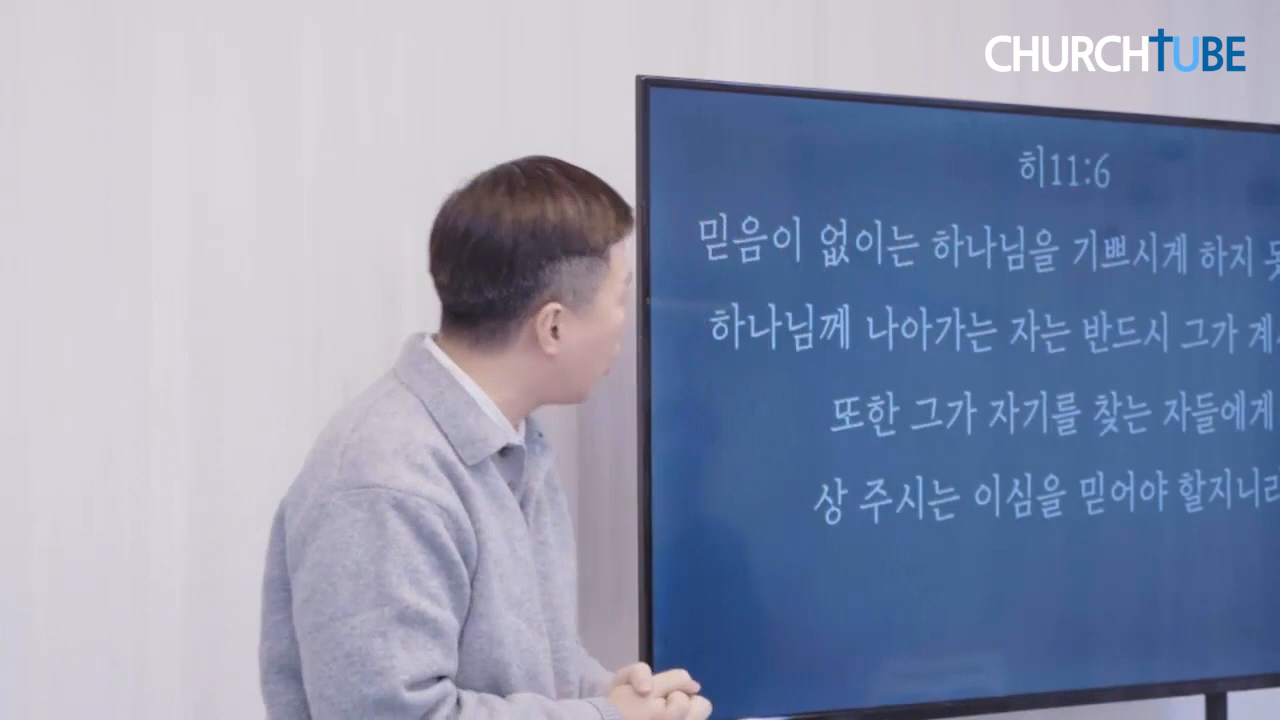 CHURCHTUBE
히11:6
믿음이 없이는 하나님을 기쁘시게 하지
하나님께 나아가는 자는 반드시 그가
또한 그가 자기를 찾는 자들에게
상 주시는 이심을 믿어야 할지니라